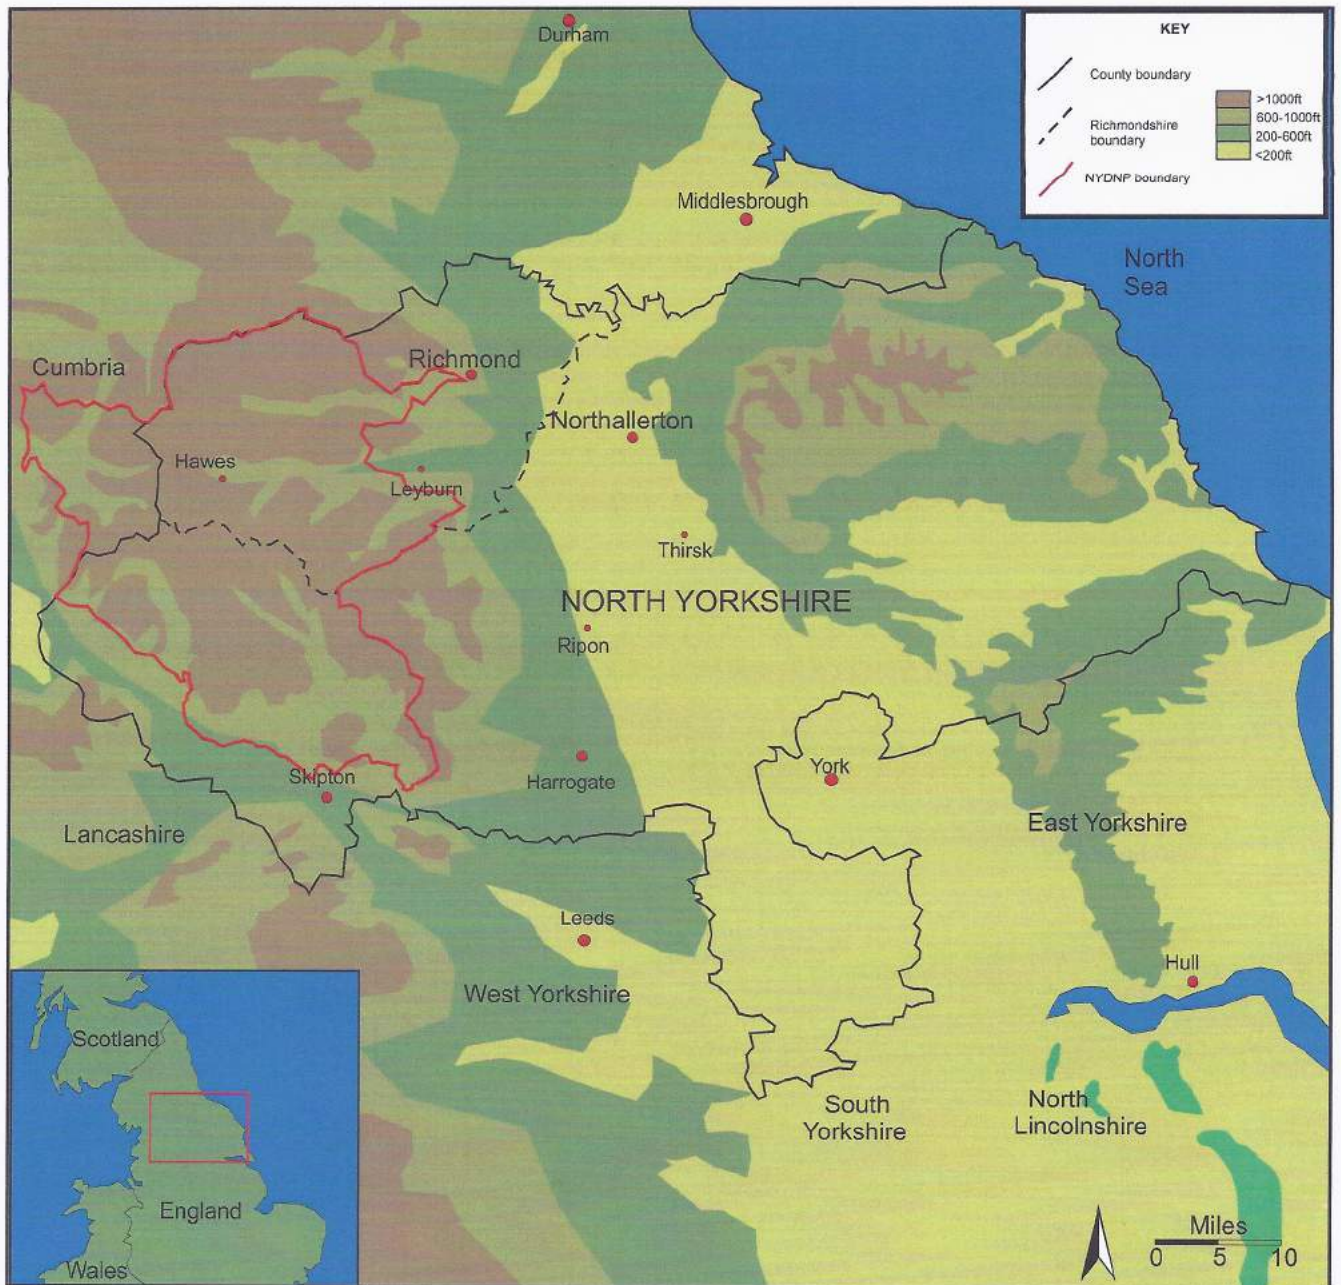 Durham
KEY
County boundary
Richmondshire
boundary
NYDNP boundary
>1000ft
600-1000ft
200-600ft
<200ft
Middlesbrough
North
Sea
Cumbria
Richmond
Northallerton
Hawes
Leyburn
Thirsk
NORTH YORKSHIRE
Ripon
York
Skipton
Harrogate
Lancashire
East Yorkshire
Leeds
Hull
West Yorkshire
Scotland
South
Yorkshire
North
Lincolnshire
England
Wales
Miles
0 5 10